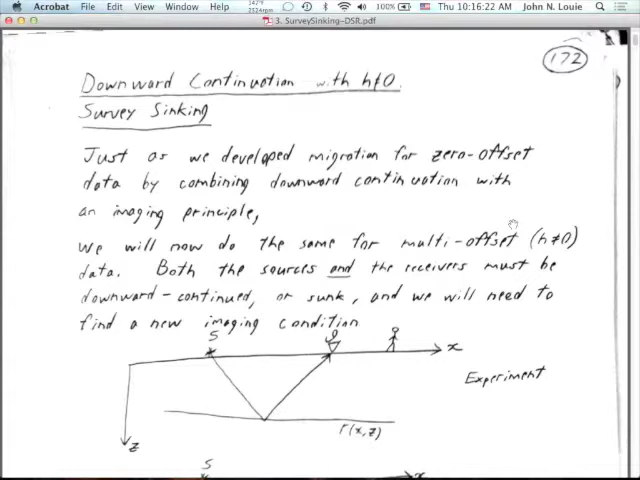 Acrobat File Edit View Window Help 142°F 2324rpm 100% Thu 10:16:22 AM John N. Louie
3. SurveySinking-DSR.pdf
172
Downward Continuation with h≠0.
Survey Sinking
Just as we developed migration for zero-offset
data by combining downward continuation with
an imaging principle,
We will now do the same for multi-offset (h≠0)
data. Both the sources and the receivers must be
downward-continued, or sunk, and we will need to
find a new imaging condition
S
x
Experiment
r(x,z)
z
S
x